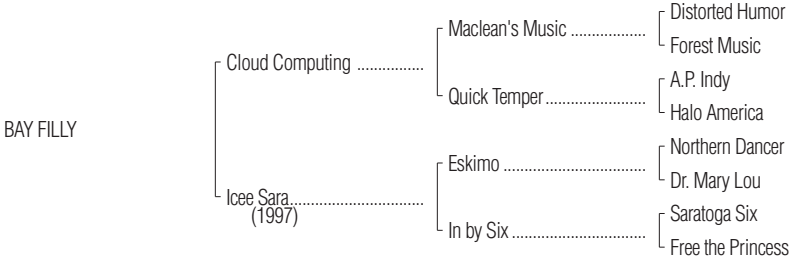 Distorted Humor
Maclean's Music ..................
Forest Music
Cloud Computing ................
A.P. Indy
Quick Temper........................
Halo America
BAY FILLY
Northern Dancer
Eskimo ..................................
Dr. Mary Lou
Icee Sara................................
(1997)
Saratoga Six
In by Six ................................
Free the Princess